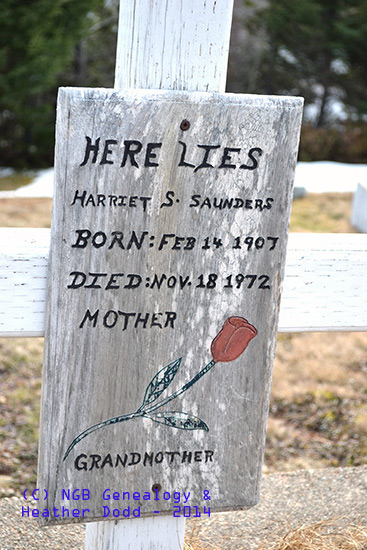 HERE LIES
HARRIET S. SAUNDERS
BORN: FEB 14 1907
DIED: NOV. 18 1972
MOTHER
GRANDMOTHER
(C) NGB Genealogy &
Heather Dodd - 2014